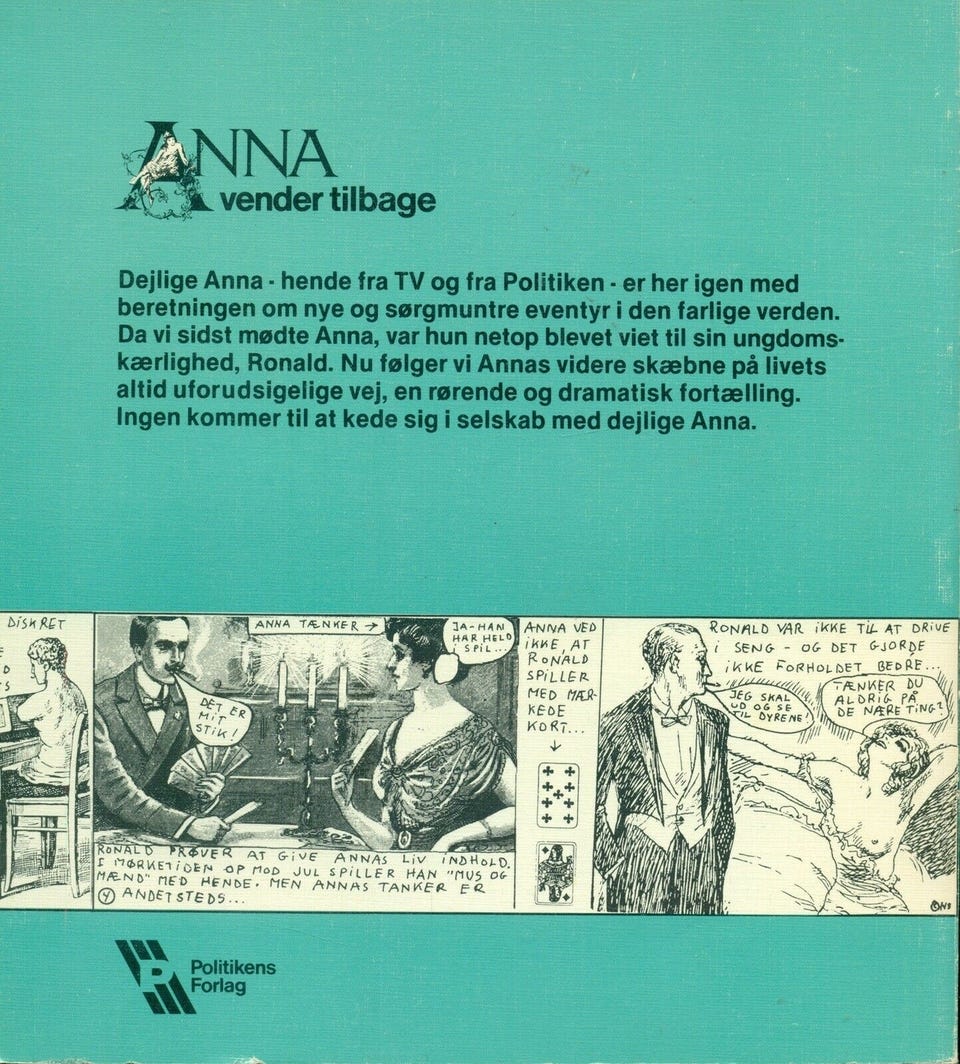 ANNA
vender tilbage
Dejlige Anna - hende fra TV og fra Politiken - er her igen med
beretningen om nye og sørgmuntre eventyr i den farlige verden.
Da vi sidst mødte Anna, var hun netop blevet viet til sin ungdoms-
kærlighed, Ronald. Nu følger vi Annas videre skæbne på livets
altid uforudsigelige vej, en rørende og dramatisk fortælling.
Ingen kommer til at kede sig i selskab med dejlige Anna.
DISKRET
ANNA TÆNKER →
JA-HAN
HAR HELD
I SPIL...
DET ER
MIT
STIK!
RONALD PRØVER AT GIVE ANNAS LIV INDHOLD.
I MØRKETIDEN OP MOD JUL SPILLER HAN "MUS OG
MÆND" MED HENDE. MEN ANNAS TANKER ER
4 ANDETSTEDS...
ANNA VED
IKKE, AT
RONALD
SPILLER
MED MÆR-
KEDE
KORT...
RONALD VAR IKKE TIL AT DRIVE
I SENG - OG DET GJORDE
IKKE FORHOLDET BEDRE...
JEG SKAL
UD OG SE
TIL DYRENE!
TÆNKER DU
ALDRIG PÅ
DE NÆRE TING?
©NS
P
Politikens
Forlag